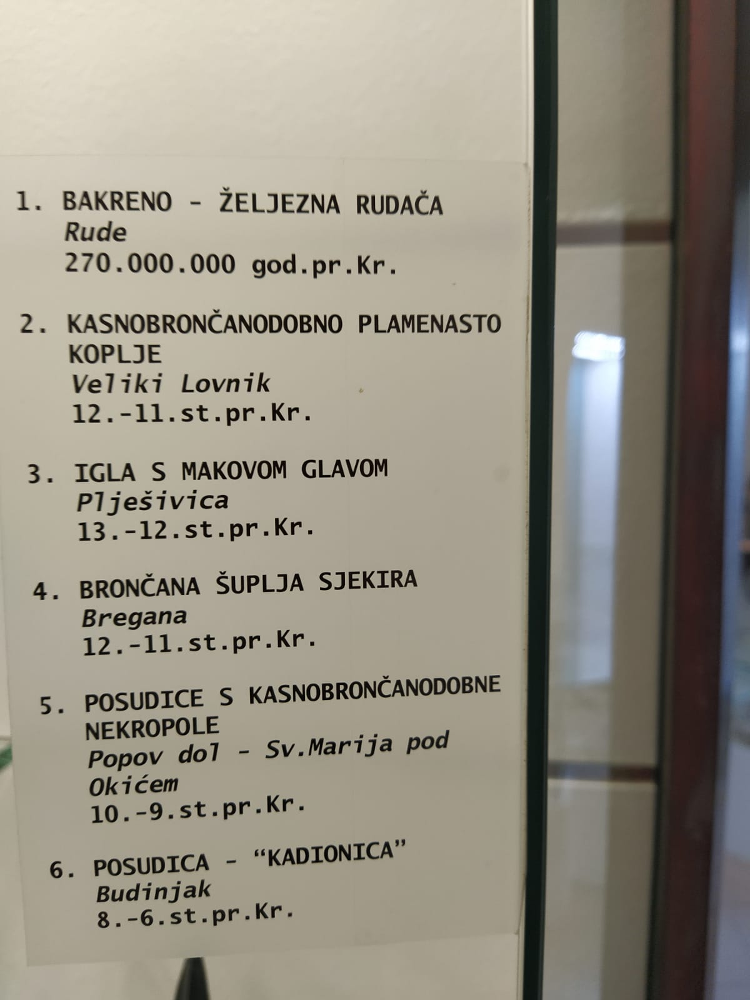 1. BAKRENO - ŽELJEZNA RUDAČA
Rude
270.000.000 god.pr.Kr.
2. KASNOBRONČANODOBNO PLAMENASTO
KOPLJE
Veliki Lovnik
12.-11.st.pr.Kr.
3. IGLA S MAKOVOM GLAVOM
Plješivica
13.-12.st.pr.Kr.
4. BRONČANA ŠUPLJA SJEKIRA
Bregana
12.-11.st.pr.Kr.
5. POSUDICE S KASNOBRONČANODOBNE
NEKROPOLE
Popov dol - Sv.Marija pod
Okićem
10.-9.st.pr.Kr.
6. POSUDICA - “KADIONICA”
Budinjak
8.-6.st.pr.Kr.